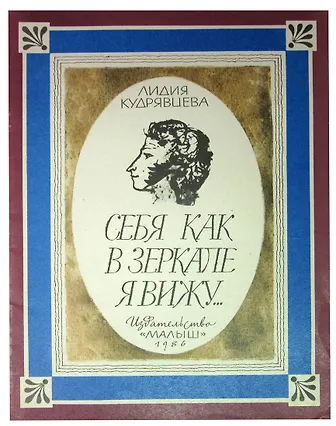 ЛИДИЯ
КУДРЯВЦЕВА
СЕБЯ КАК
В ЗЕРКАЛЕ
Я ВИЖУ...
Издательство
«МАЛЫШ»
1986